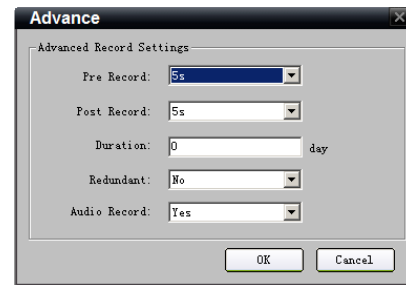 Advance
Advanced Record Settings
Pre Record: 5s
Post Record: 5s
Duration: 0 day
Redundant: No
Audio Record: Yes
OK Cancel